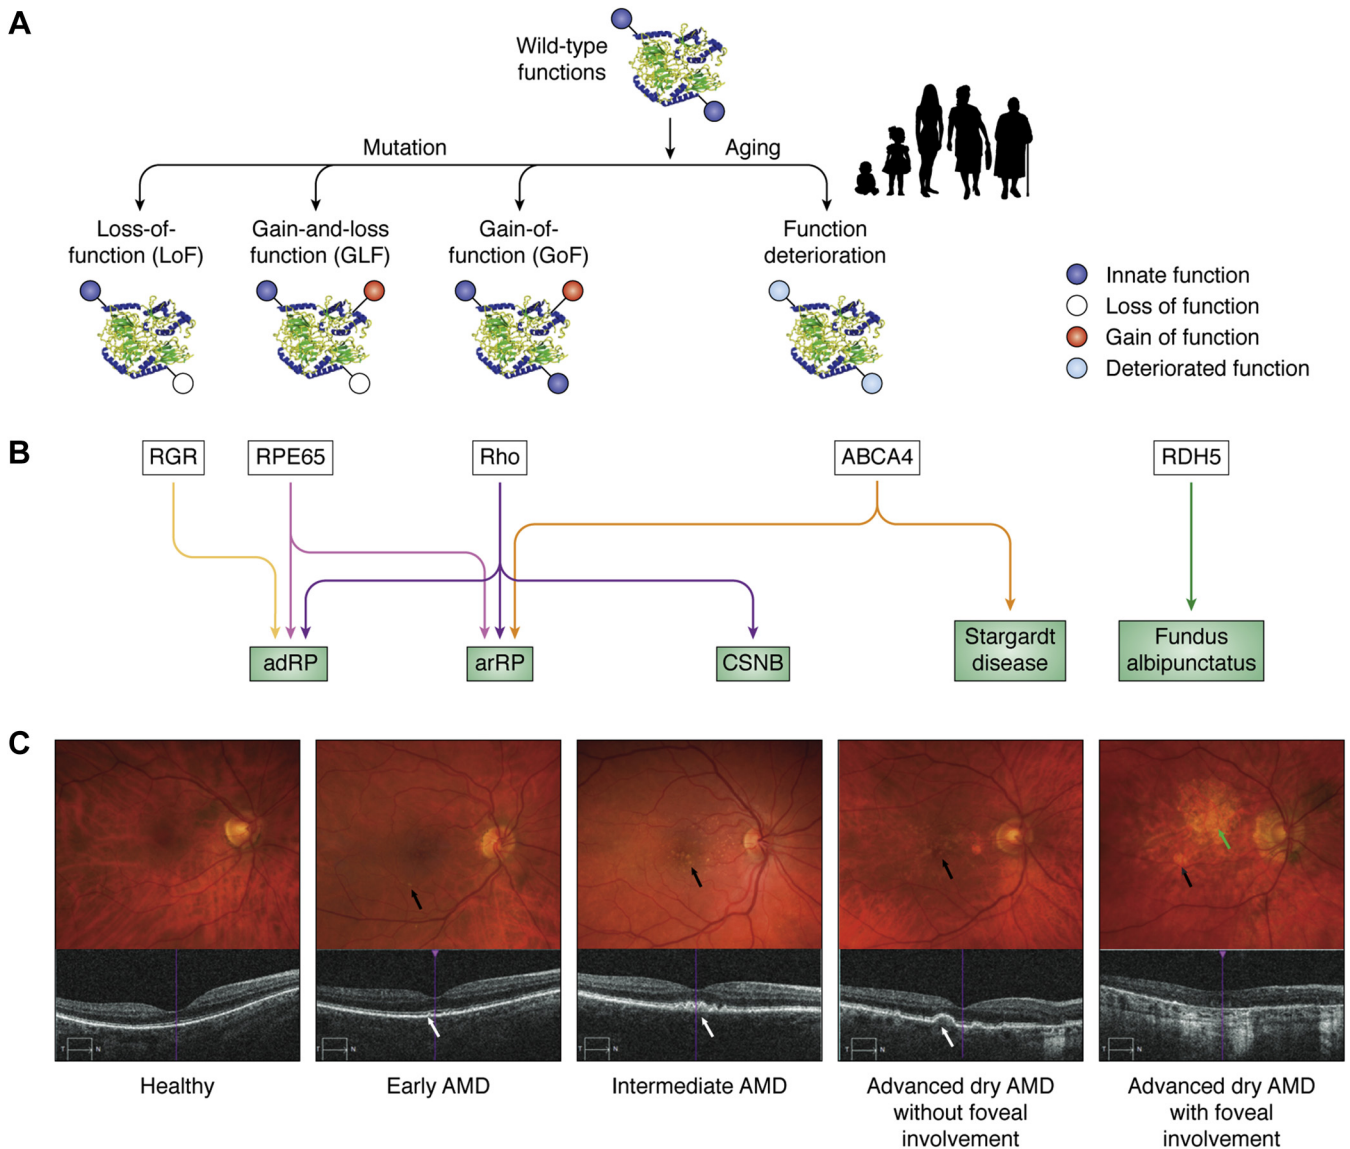 A
Wild-type
functions
Mutation
Aging
Loss-of-
function (LoF)
Gain-and-loss
function (GLF)
Gain-of-
function (GoF)
Function
deterioration
Innate function
Loss of function
Gain of function
Deteriorated function
B
RGR
RPE65
Rho
ABCA4
RDH5
adRP
arRP
CSNB
Stargardt
disease
Fundus
albipunctatus
C
T N
T N
T N
T N
T N
Healthy
Early AMD
Intermediate AMD
Advanced dry AMD
without foveal
involvement
Advanced dry AMD
with foveal
involvement